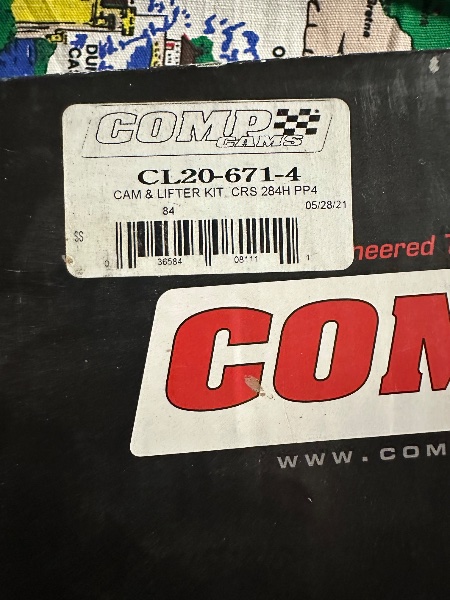 COMP
CAMS
CL20-671-4
CAM & LIFTER KIT, CRS 284H PP4
84 05/28/21
SS
0 36584 08111 1
neered T
COM
WWW.COM